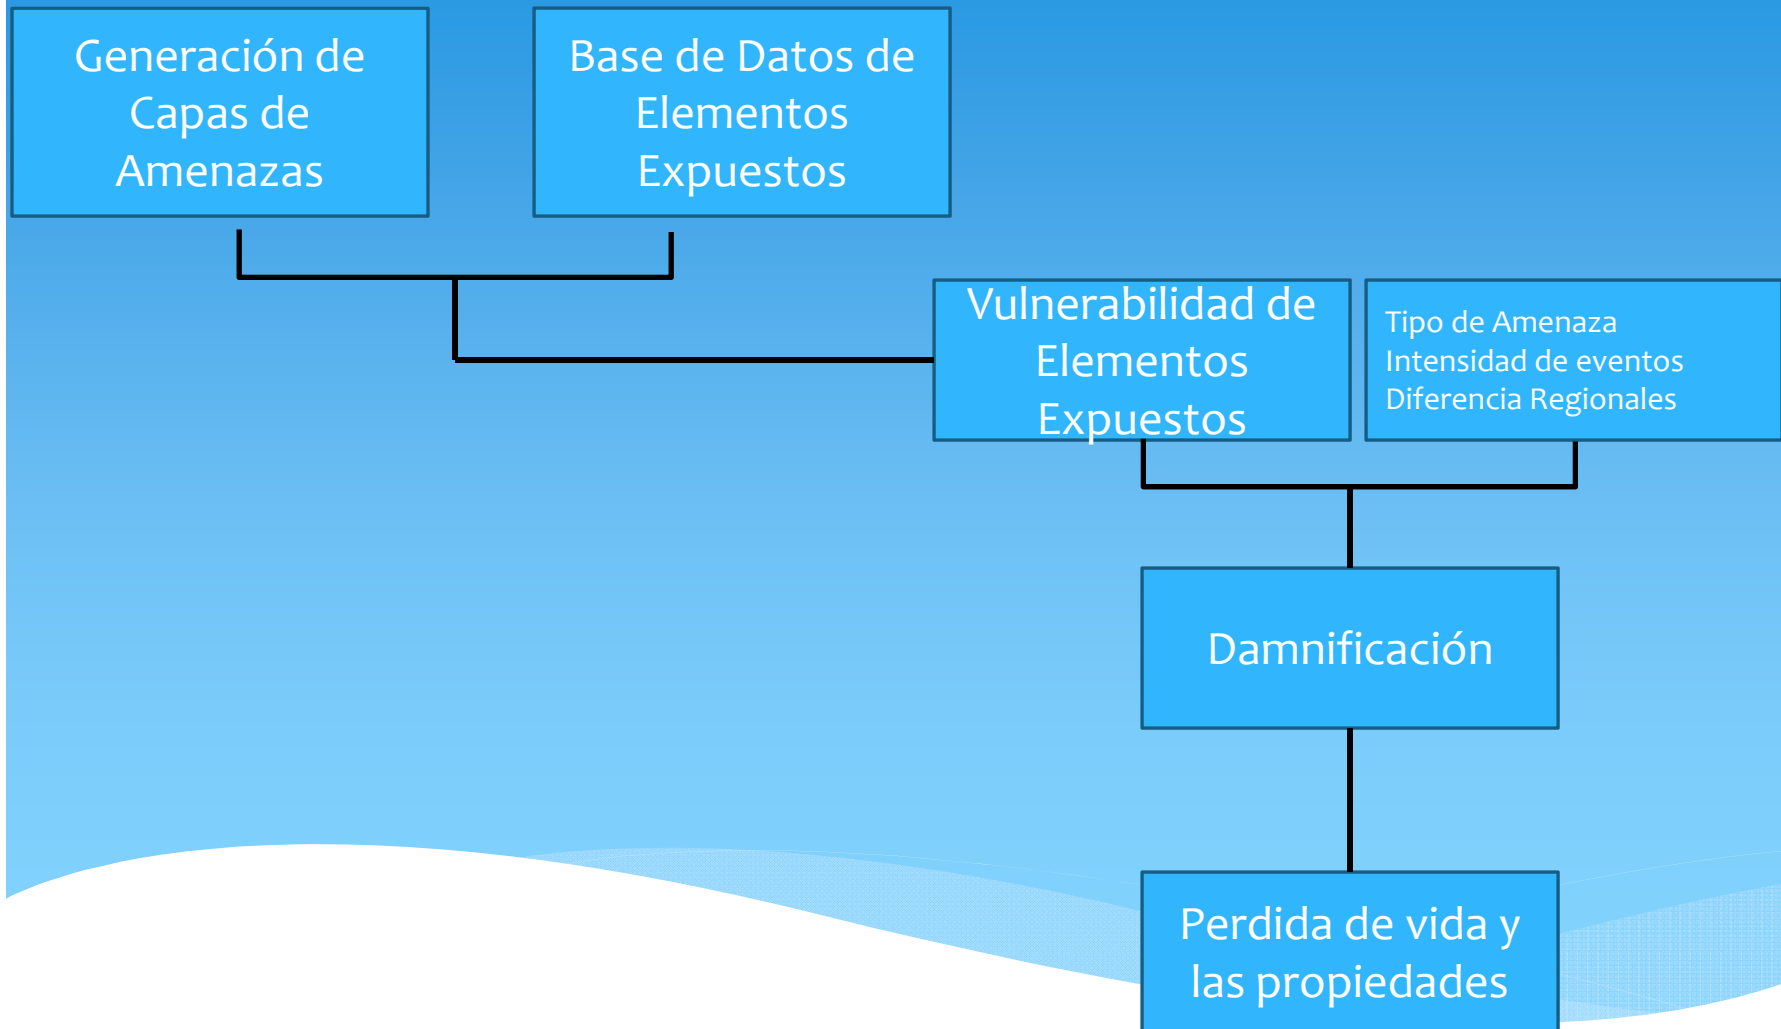 Generación de
Capas de
Amenazas
Base de Datos de
Elementos
Expuestos
Vulnerabilidad de
Elementos
Expuestos
Tipo de Amenaza
Intensidad de eventos
Diferencia Regionales
Damnificación
Perdida de vida y
las propiedades